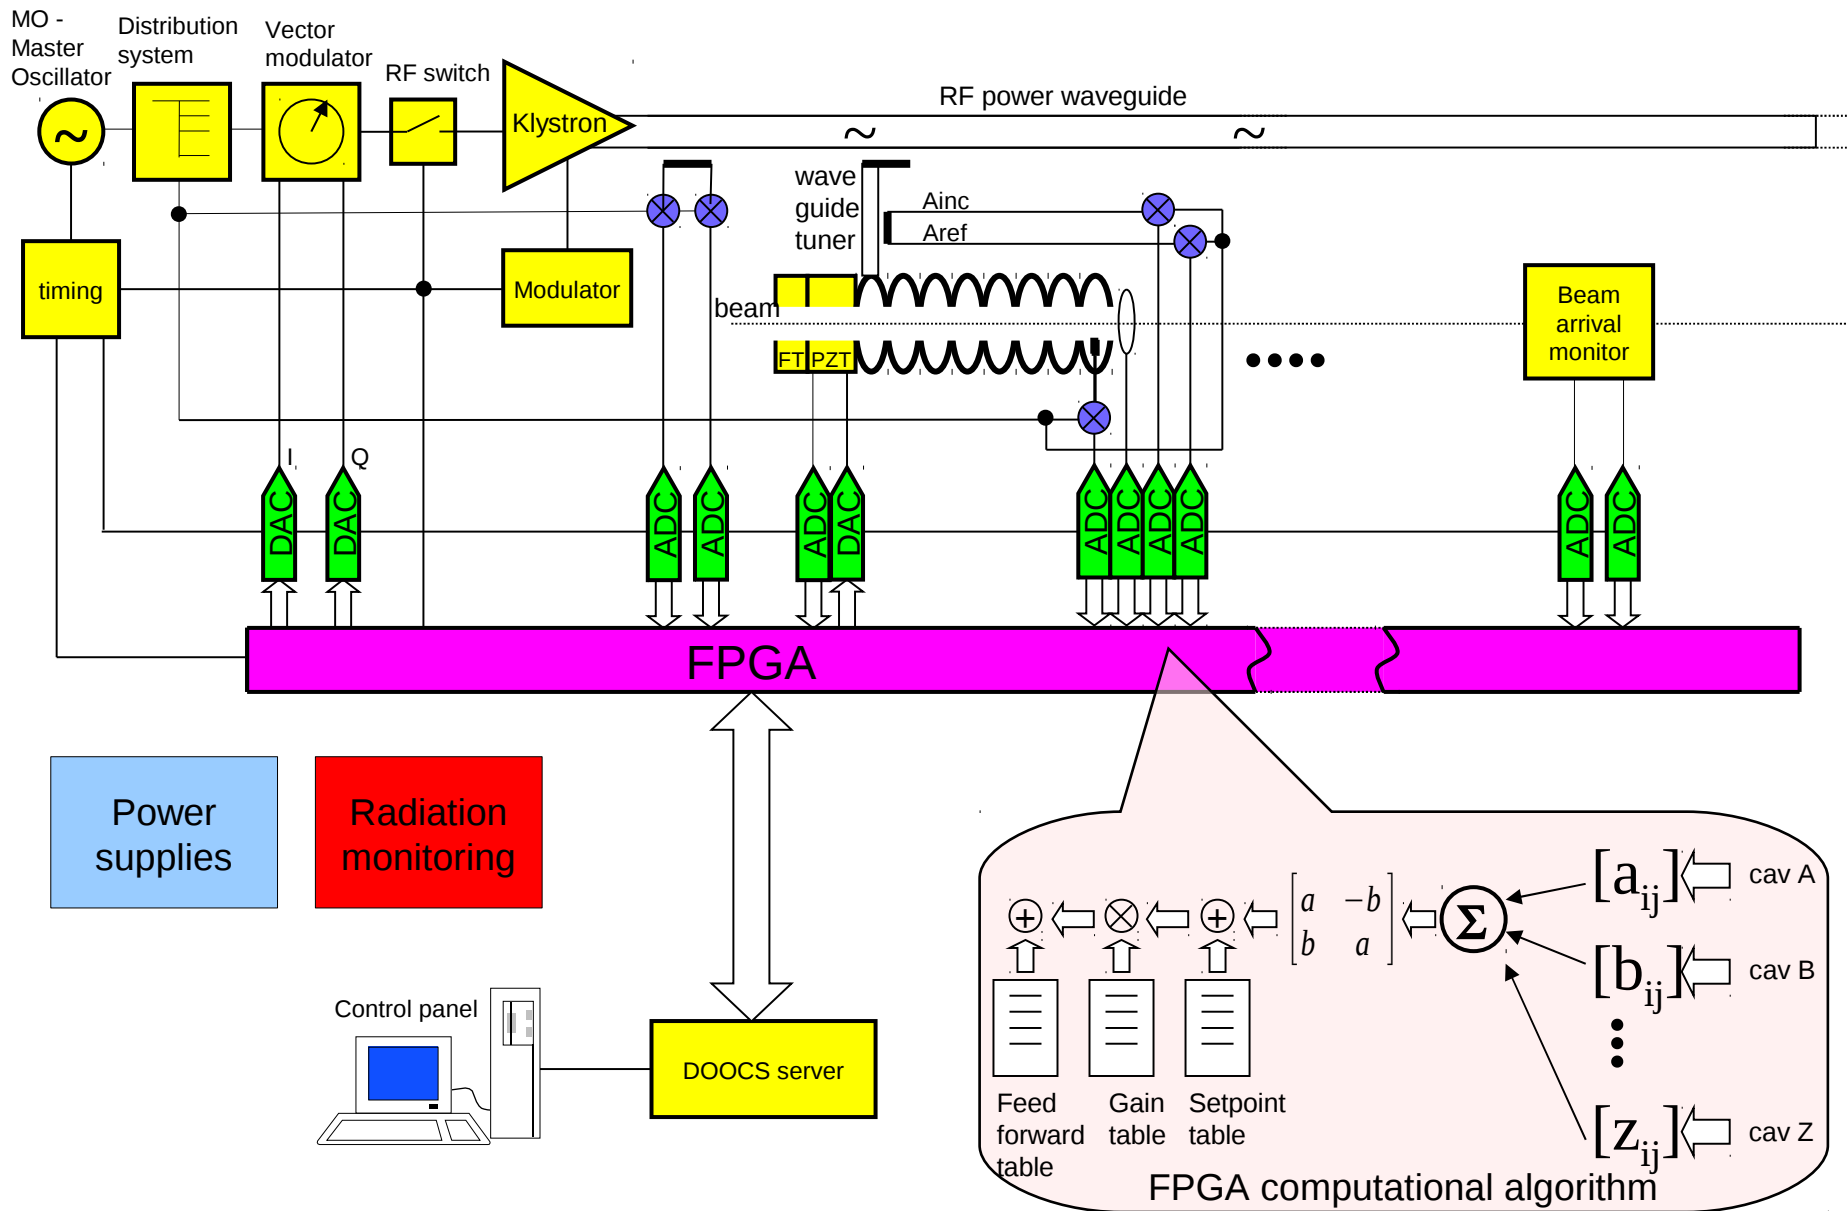 MO -
Master
Oscillator
Distribution
system
Vector
modulator
RF switch
Klystron
RF power waveguide
~
~
~
wave
guide
tuner
Ainc
Aref
timing
Modulator
beam
FT
PZT
Beam
arrival
monitor
I
Q
DAC
DAC
ADC
ADC
ADC
DAC
ADC
ADC
ADC
ADC
ADC
ADC
FPGA
Power
supplies
Radiation
monitoring
Control panel
DOOCS server
[a_ij]
cav A
[b_ij]
cav B
[z_ij]
cav Z
Σ
a −b
b a
+
×
+
Feed
forward
table
Gain
table
Setpoint
table
FPGA computational algorithm